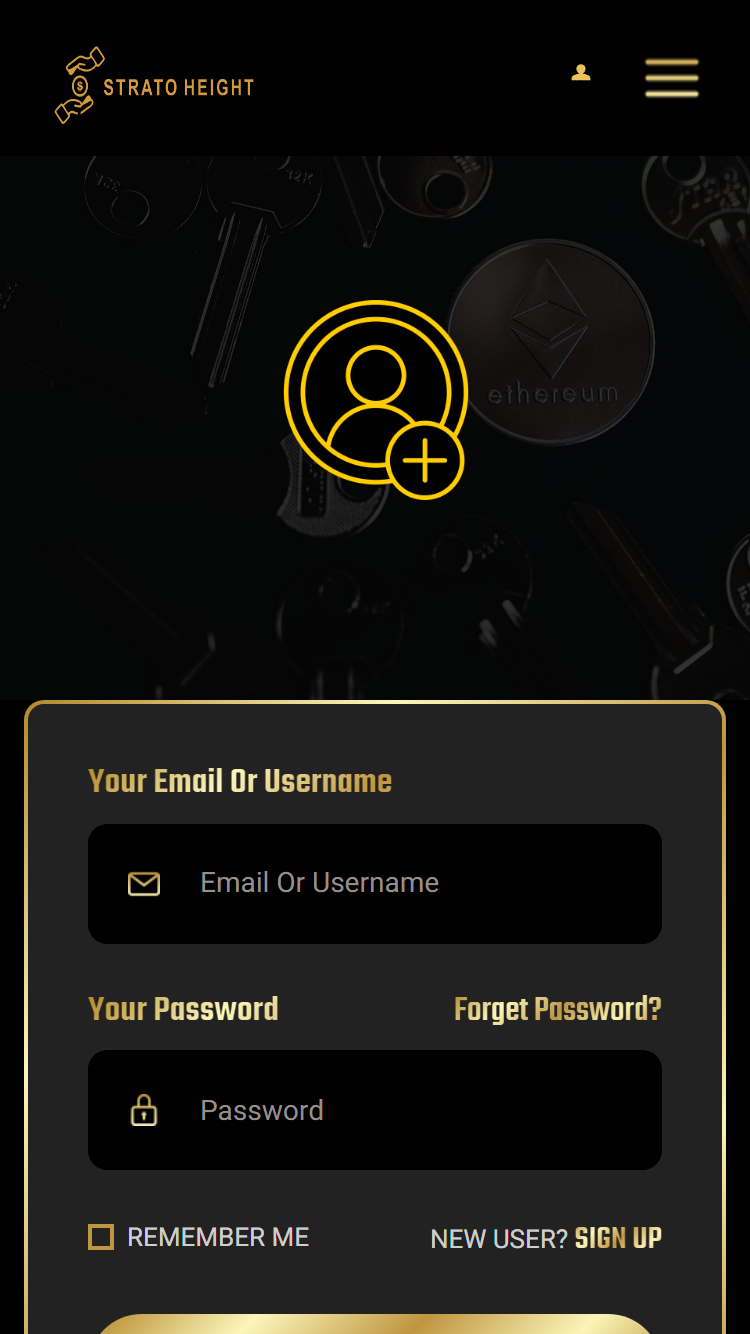 STRATO HEIGHT
ethereum
Your Email Or Username
Email Or Username
Your Password
Forget Password?
Password
REMEMBER ME
NEW USER? SIGN UP